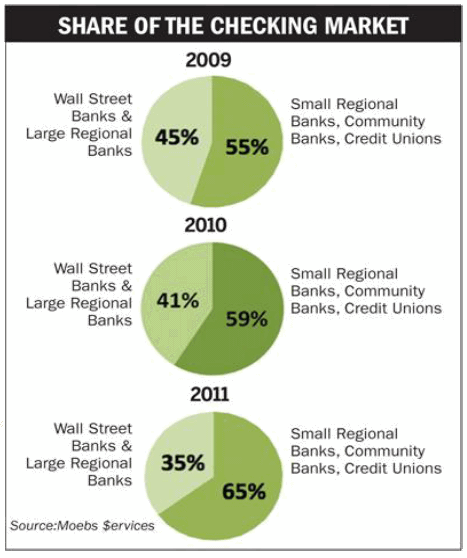 SHARE OF THE CHECKING MARKET
2009
Wall Street
Banks &
Large Regional
Banks
45%
55%
Small Regional
Banks, Community
Banks, Credit Unions
2010
Wall Street
Banks &
Large Regional
Banks
41%
59%
Small Regional
Banks, Community
Banks, Credit Unions
2011
Wall Street
Banks &
Large Regional
Banks
35%
65%
Small Regional
Banks, Community
Banks, Credit Unions
Source:Moebs $ervices